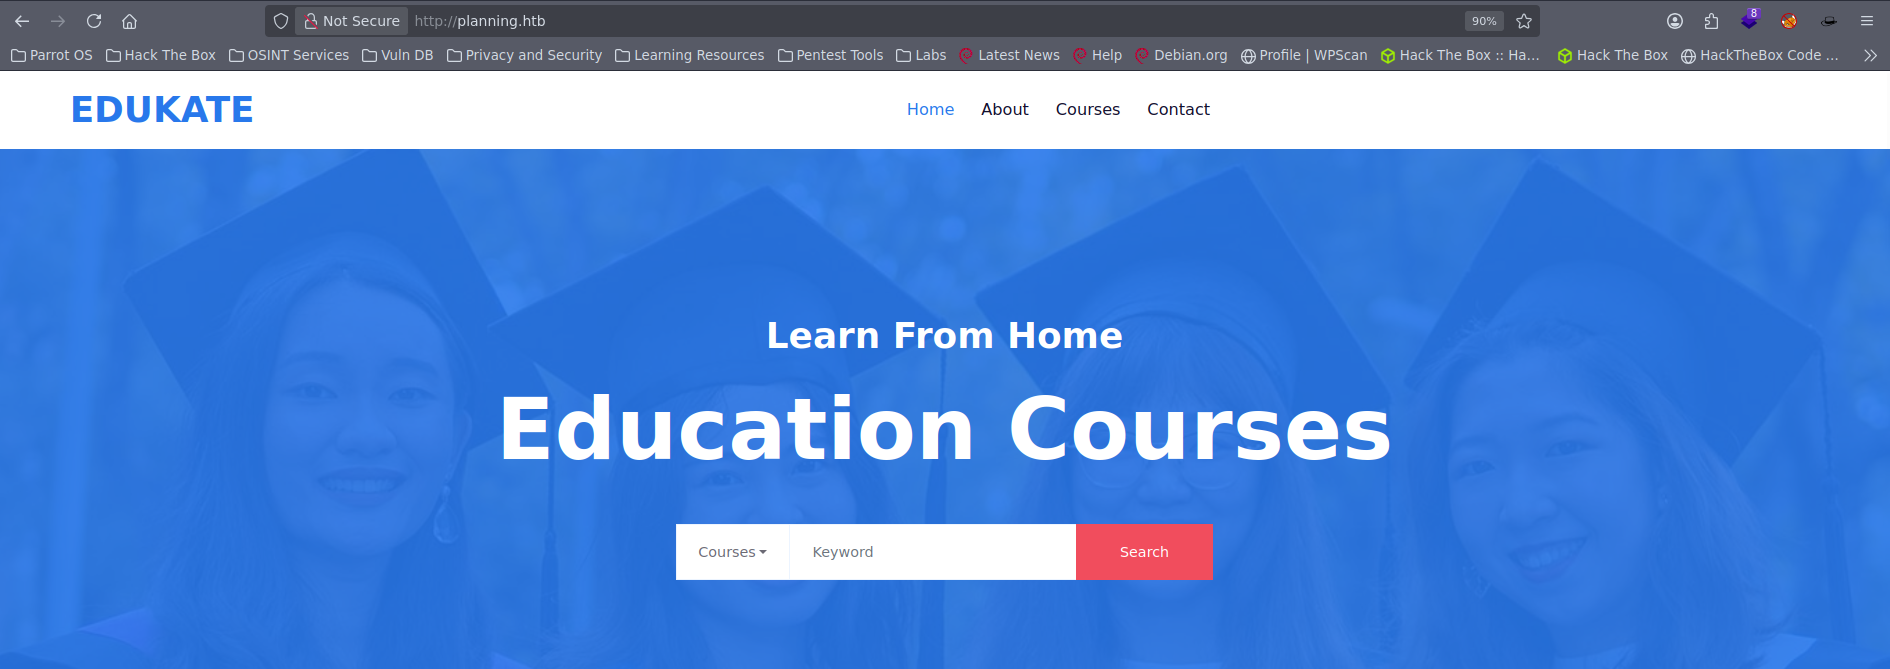 Not Secure http://planning.htb 90% 8
Parrot OS Hack The Box OSINT Services Vuln DB Privacy and Security Learning Resources Pentest Tools Labs Latest News Help Debian.org Profile | WPScan Hack The Box :: Ha... Hack The Box HackTheBox Code ...
EDUKATE Home About Courses Contact
Learn From Home
Education Courses
Courses Keyword Search